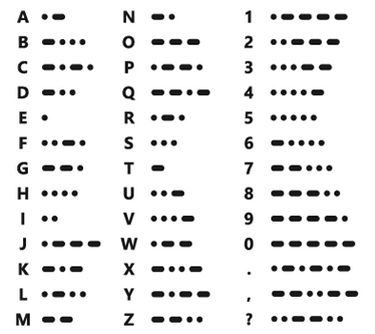 A •— N —• 1 •————
B —••• O ——— 2 ••———
C —•—• P •——• 3 •••——
D —•• Q ——•— 4 ••••—
E • R •—• 5 •••••
F ••—• S ••• 6 —••••
G ——• T — 7 ——•••
H •••• U ••— 8 ———••
I •• V •••— 9 ————•
J •——— W •—— 0 —————
K —•— X —••— . •—•—•—
L •—•• Y —•—— , ——••——
M —— Z ——•• ? ••——••